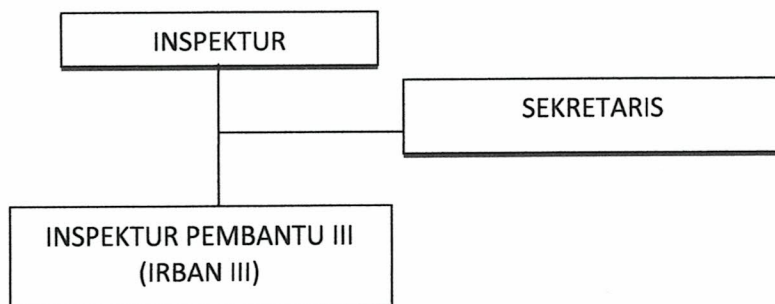 INSPEKTUR
SEKRETARIS
INSPEKTUR PEMBANTU III
(IRBAN III)